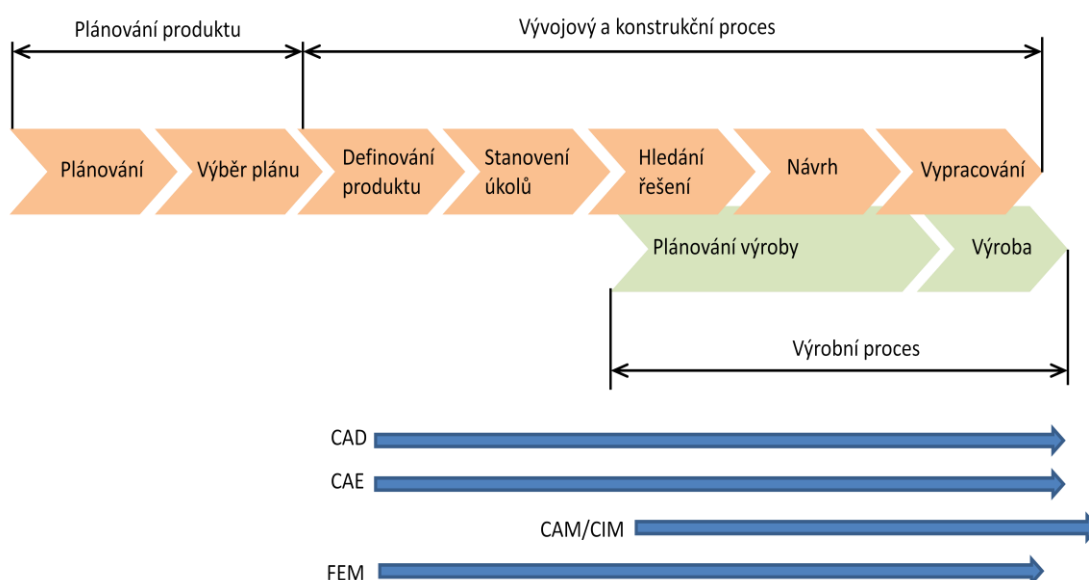 Plánování produktu
Vývojový a konstrukční proces
Plánování
Výběr plánu
Definování
produktu
Stanovení
úkolů
Hledání
řešení
Návrh
Vypracování
Plánování výroby
Výroba
Výrobní proces
CAD
CAE
CAM/CIM
FEM